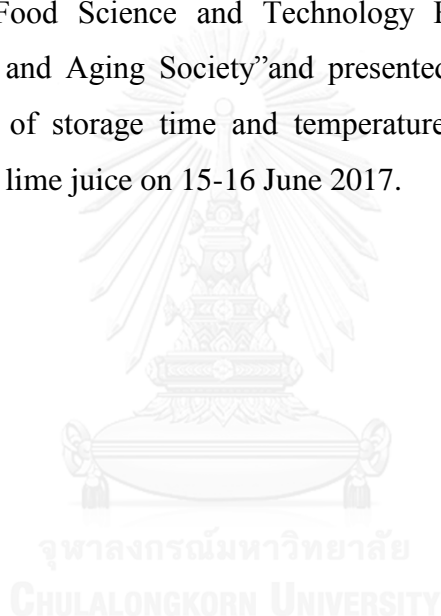 Food Science and Technology
and Aging Society”and presented
of storage time and temperature
lime juice on 15-16 June 2017.
จุฬาลงกรณ์มหาวิทยาลัย
CHULALONGKORN UNIVERSITY